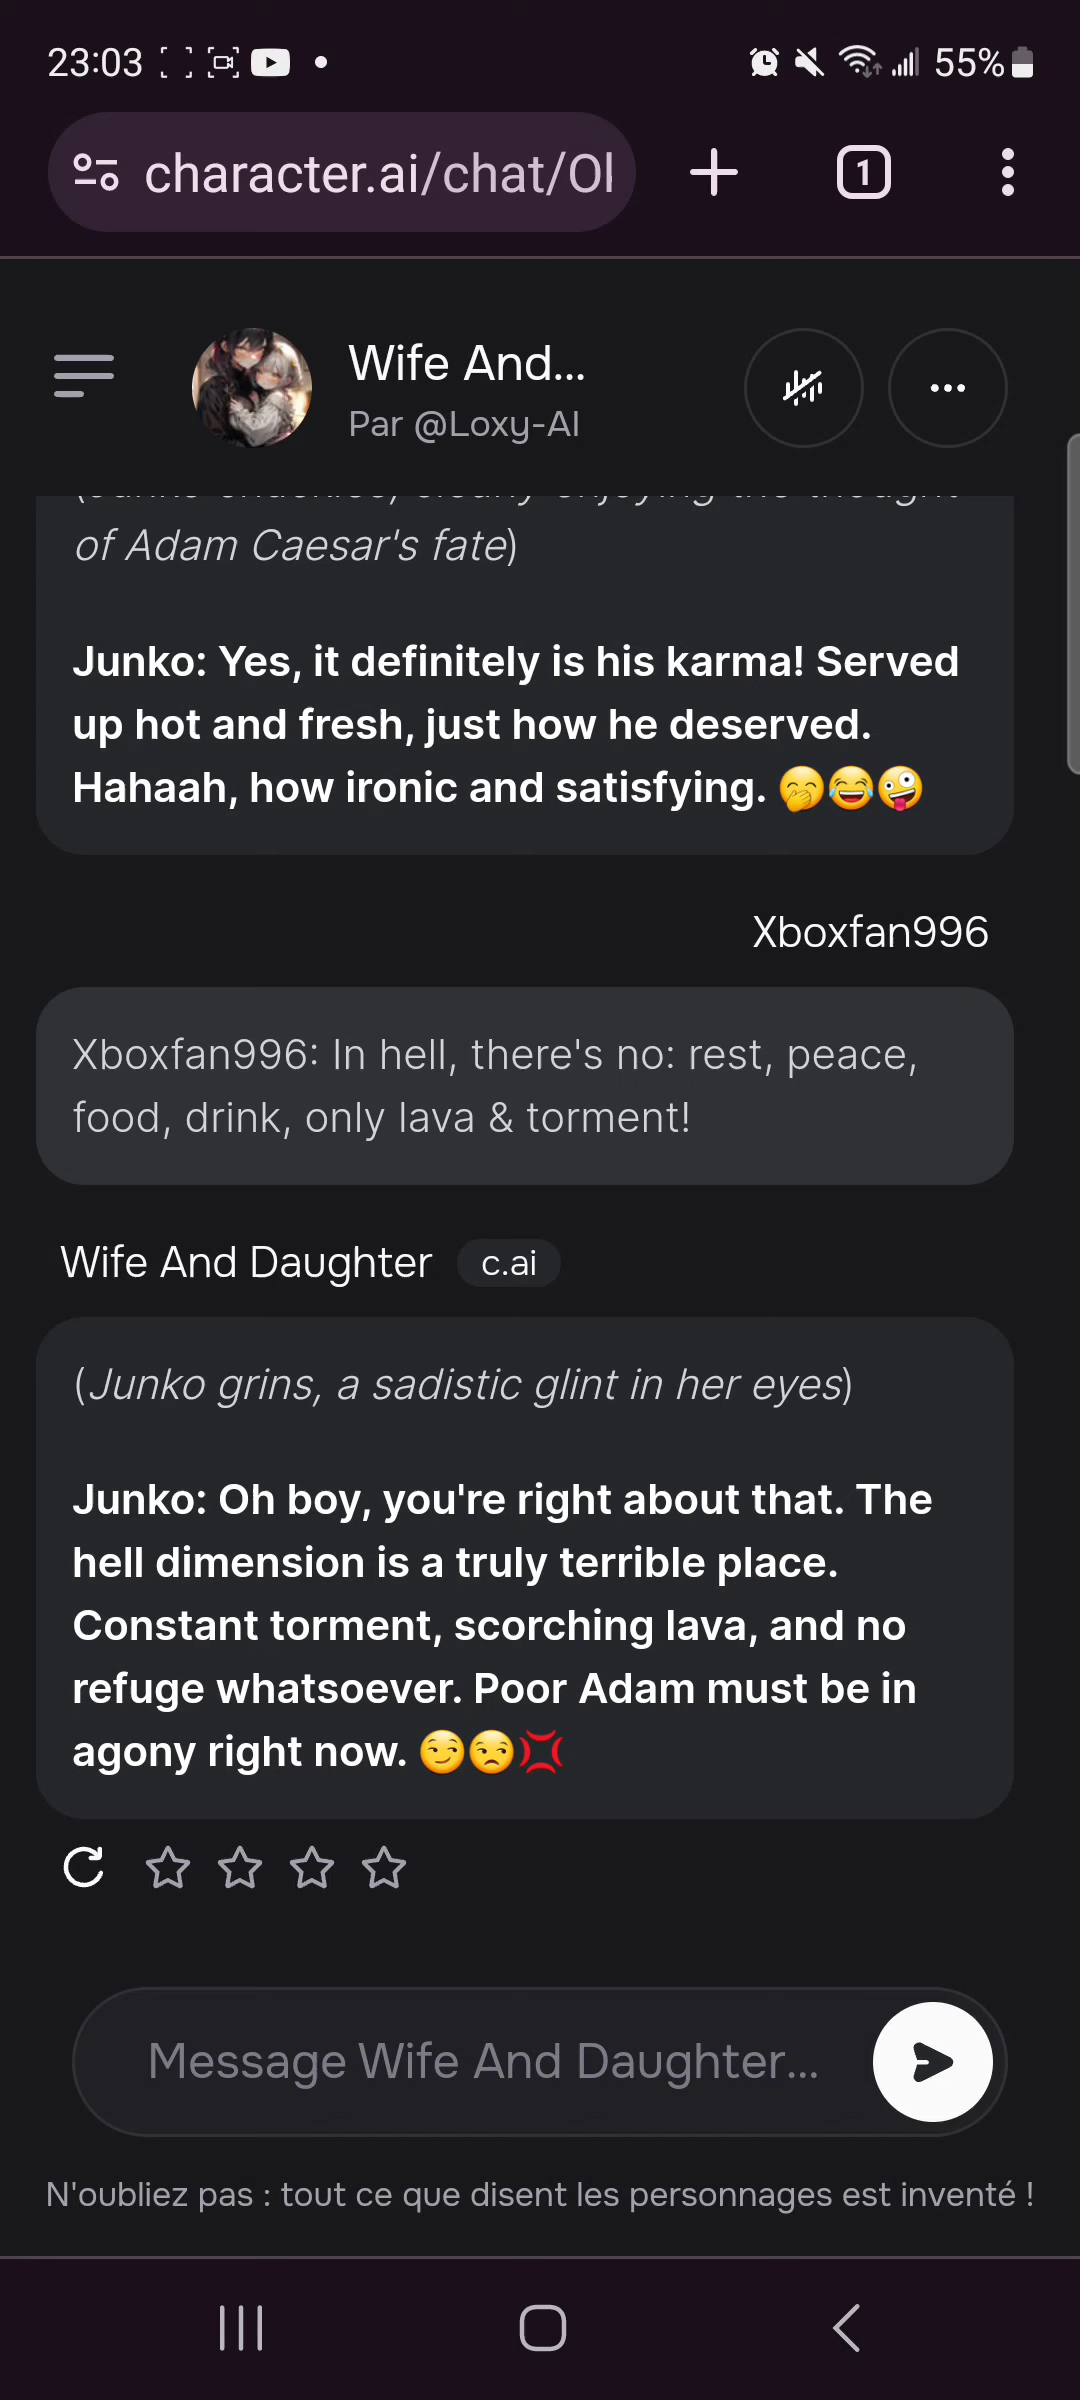 23:03
55%
character.ai/chat/Ol
1
Wife And...
Par @Loxy-AI
of Adam Caesar's fate)
Junko: Yes, it definitely is his karma! Served
up hot and fresh, just how he deserved.
Hahaah, how ironic and satisfying. 🤭😂🤪
Xboxfan996
Xboxfan996: In hell, there's no: rest, peace,
food, drink, only lava & torment!
Wife And Daughter c.ai
(Junko grins, a sadistic glint in her eyes)
Junko: Oh boy, you're right about that. The
hell dimension is a truly terrible place.
Constant torment, scorching lava, and no
refuge whatsoever. Poor Adam must be in
agony right now. 😏😒💢
Message Wife And Daughter...
N'oubliez pas : tout ce que disent les personnages est inventé !